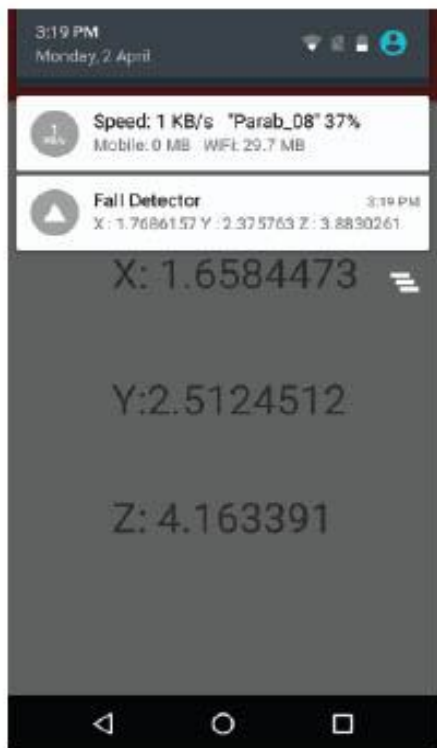 3:19 PM
Monday, 2 April
Speed: 1 KB/s "Parab_08" 37%
Mobile: 0 MB WiFi: 29.7 MB
Fall Detector 3:19 PM
X : 1.7686157 Y : 2.375763 Z : 3.8830261
X: 1.6584473
Y:2.5124512
Z: 4.163391